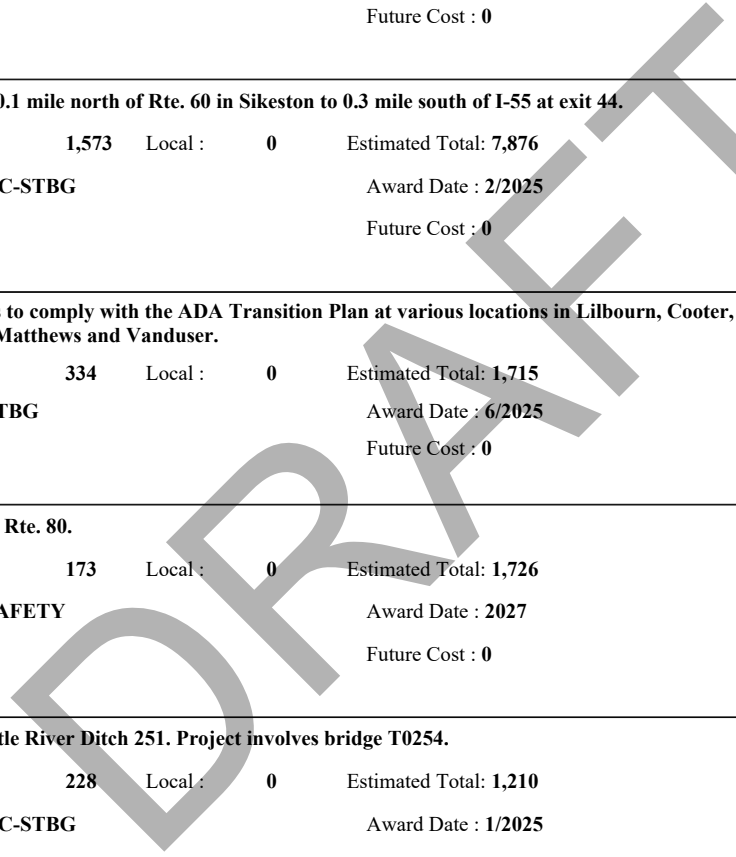 Future Cost : 0
0.1 mile north of Rte. 60 in Sikeston to 0.3 mile south of I-55 at exit 44.
1,573 Local : 0 Estimated Total: 7,876
C-STBG Award Date : 2/2025
Future Cost : 0
s to comply with the ADA Transition Plan at various locations in Lilbourn, Cooter,
Matthews and Vanduser.
334 Local : 0 Estimated Total: 1,715
TBG Award Date : 6/2025
Future Cost : 0
Rte. 80.
173 Local : 0 Estimated Total: 1,726
AFETY Award Date : 2027
Future Cost : 0
tle River Ditch 251. Project involves bridge T0254.
228 Local : 0 Estimated Total: 1,210
C-STBG Award Date : 1/2025
DRAFT